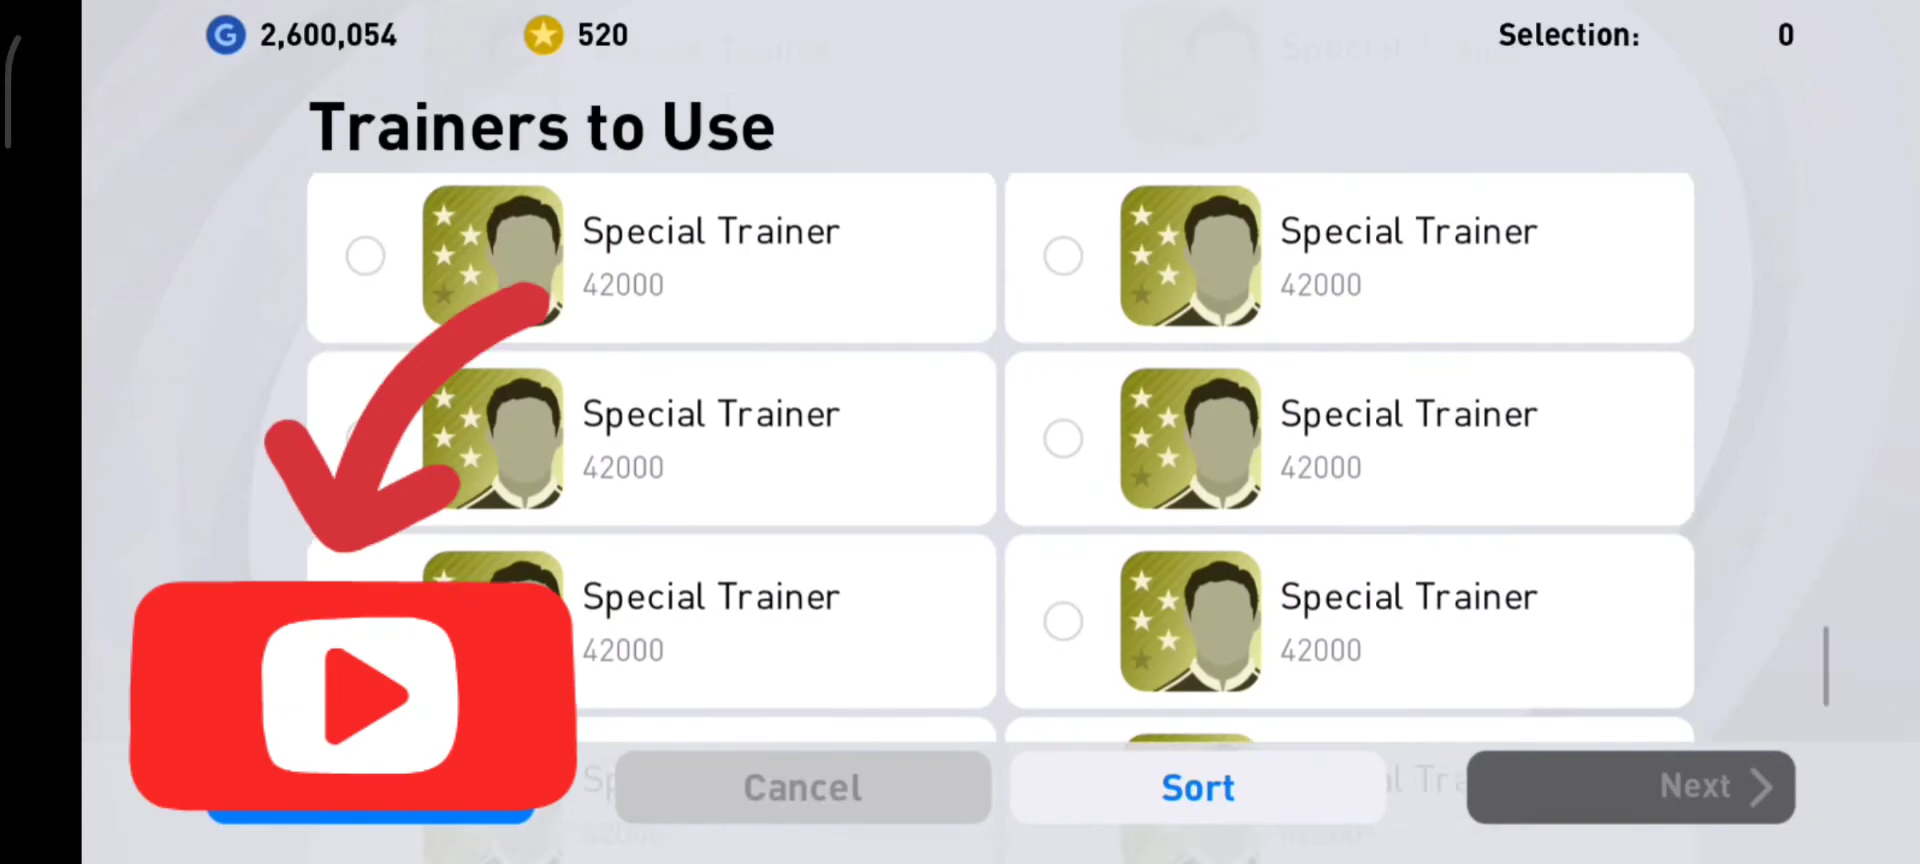 G 2,600,054 520 Selection: 0
Trainers to Use
Special Trainer Special Trainer
42000 42000
Special Trainer Special Trainer
42000 42000
Special Trainer Special Trainer
42000 42000
Cancel Sort Next